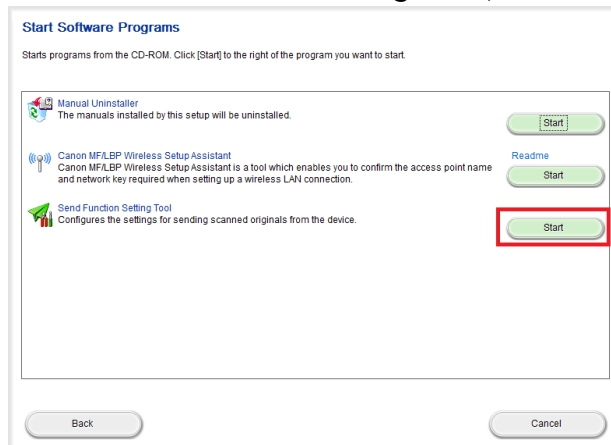 Start Software Programs
Starts programs from the CD-ROM. Click [Start] to the right of the program you want to start.
Manual Uninstaller
The manuals installed by this setup will be uninstalled.
Start
Canon MF/LBP Wireless Setup Assistant
Readme
Canon MF/LBP Wireless Setup Assistant is a tool which enables you to confirm the access point name
and network key required when setting up a wireless LAN connection.
Start
Send Function Setting Tool
Configures the settings for sending scanned originals from the device.
Start
Back
Cancel